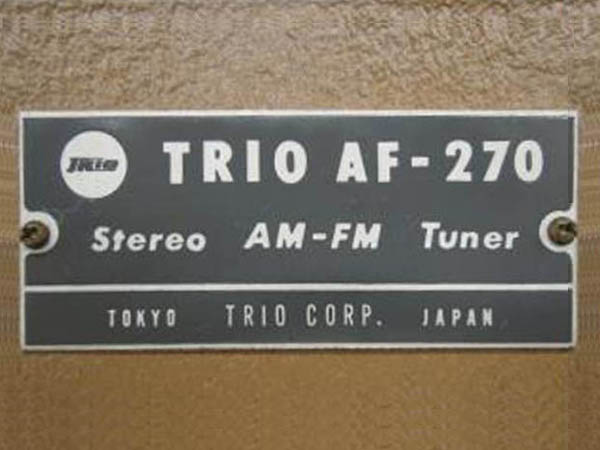 TRIO TRIO AF-270
Stereo AM-FM Tuner
TOKYO TRIO CORP. JAPAN